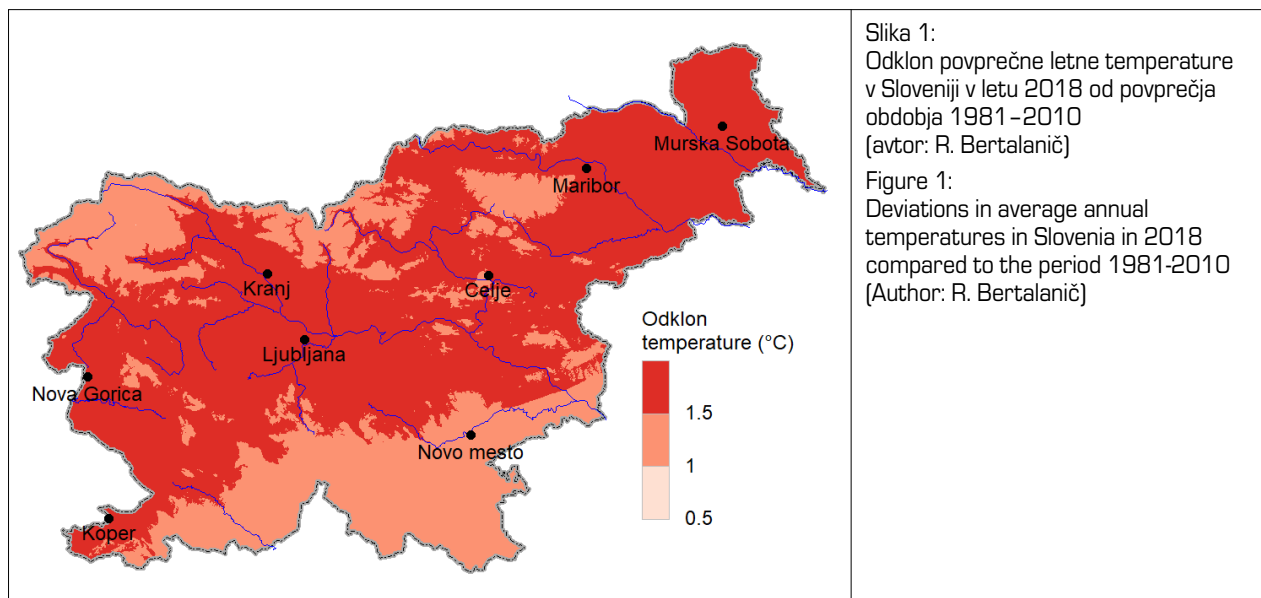 Slika 1:
Odklon povprečne letne temperature
v Sloveniji v letu 2018 od povprečja
obdobja 1981–2010
(avtor: R. Bertalanič)
Figure 1:
Deviations in average annual
temperatures in Slovenia in 2018
compared to the period 1981-2010
(Author: R. Bertalanič)
Murska Sobota
Maribor
Kranj
Celje
Ljubljana
Nova Gorica
Novo mesto
Koper
Odklon
temperature (°C)
1.5
1
0.5